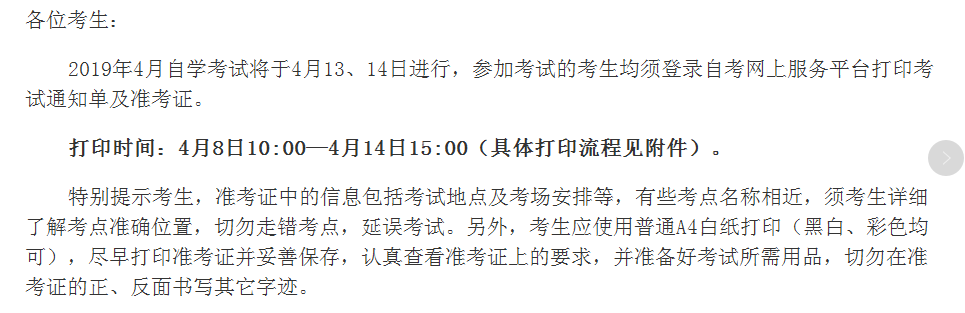 各位考生：
2019年4月自学考试将于4月13、14日进行，参加考试的考生均须登录自考网上服务平台打印考
试通知单及准考证。
打印时间：4月8日10:00—4月14日15:00（具体打印流程见附件）。
特别提示考生，准考证中的信息包括考试地点及考场安排等，有些考点名称相近，须考生详细
了解考点准确位置，切勿走错考点，延误考试。另外，考生应使用普通A4白纸打印（黑白、彩色均
可），尽早打印准考证并妥善保存，认真查看准考证上的要求，并准备好考试所需用品，切勿在准
考证的正、反面书写其它字迹。